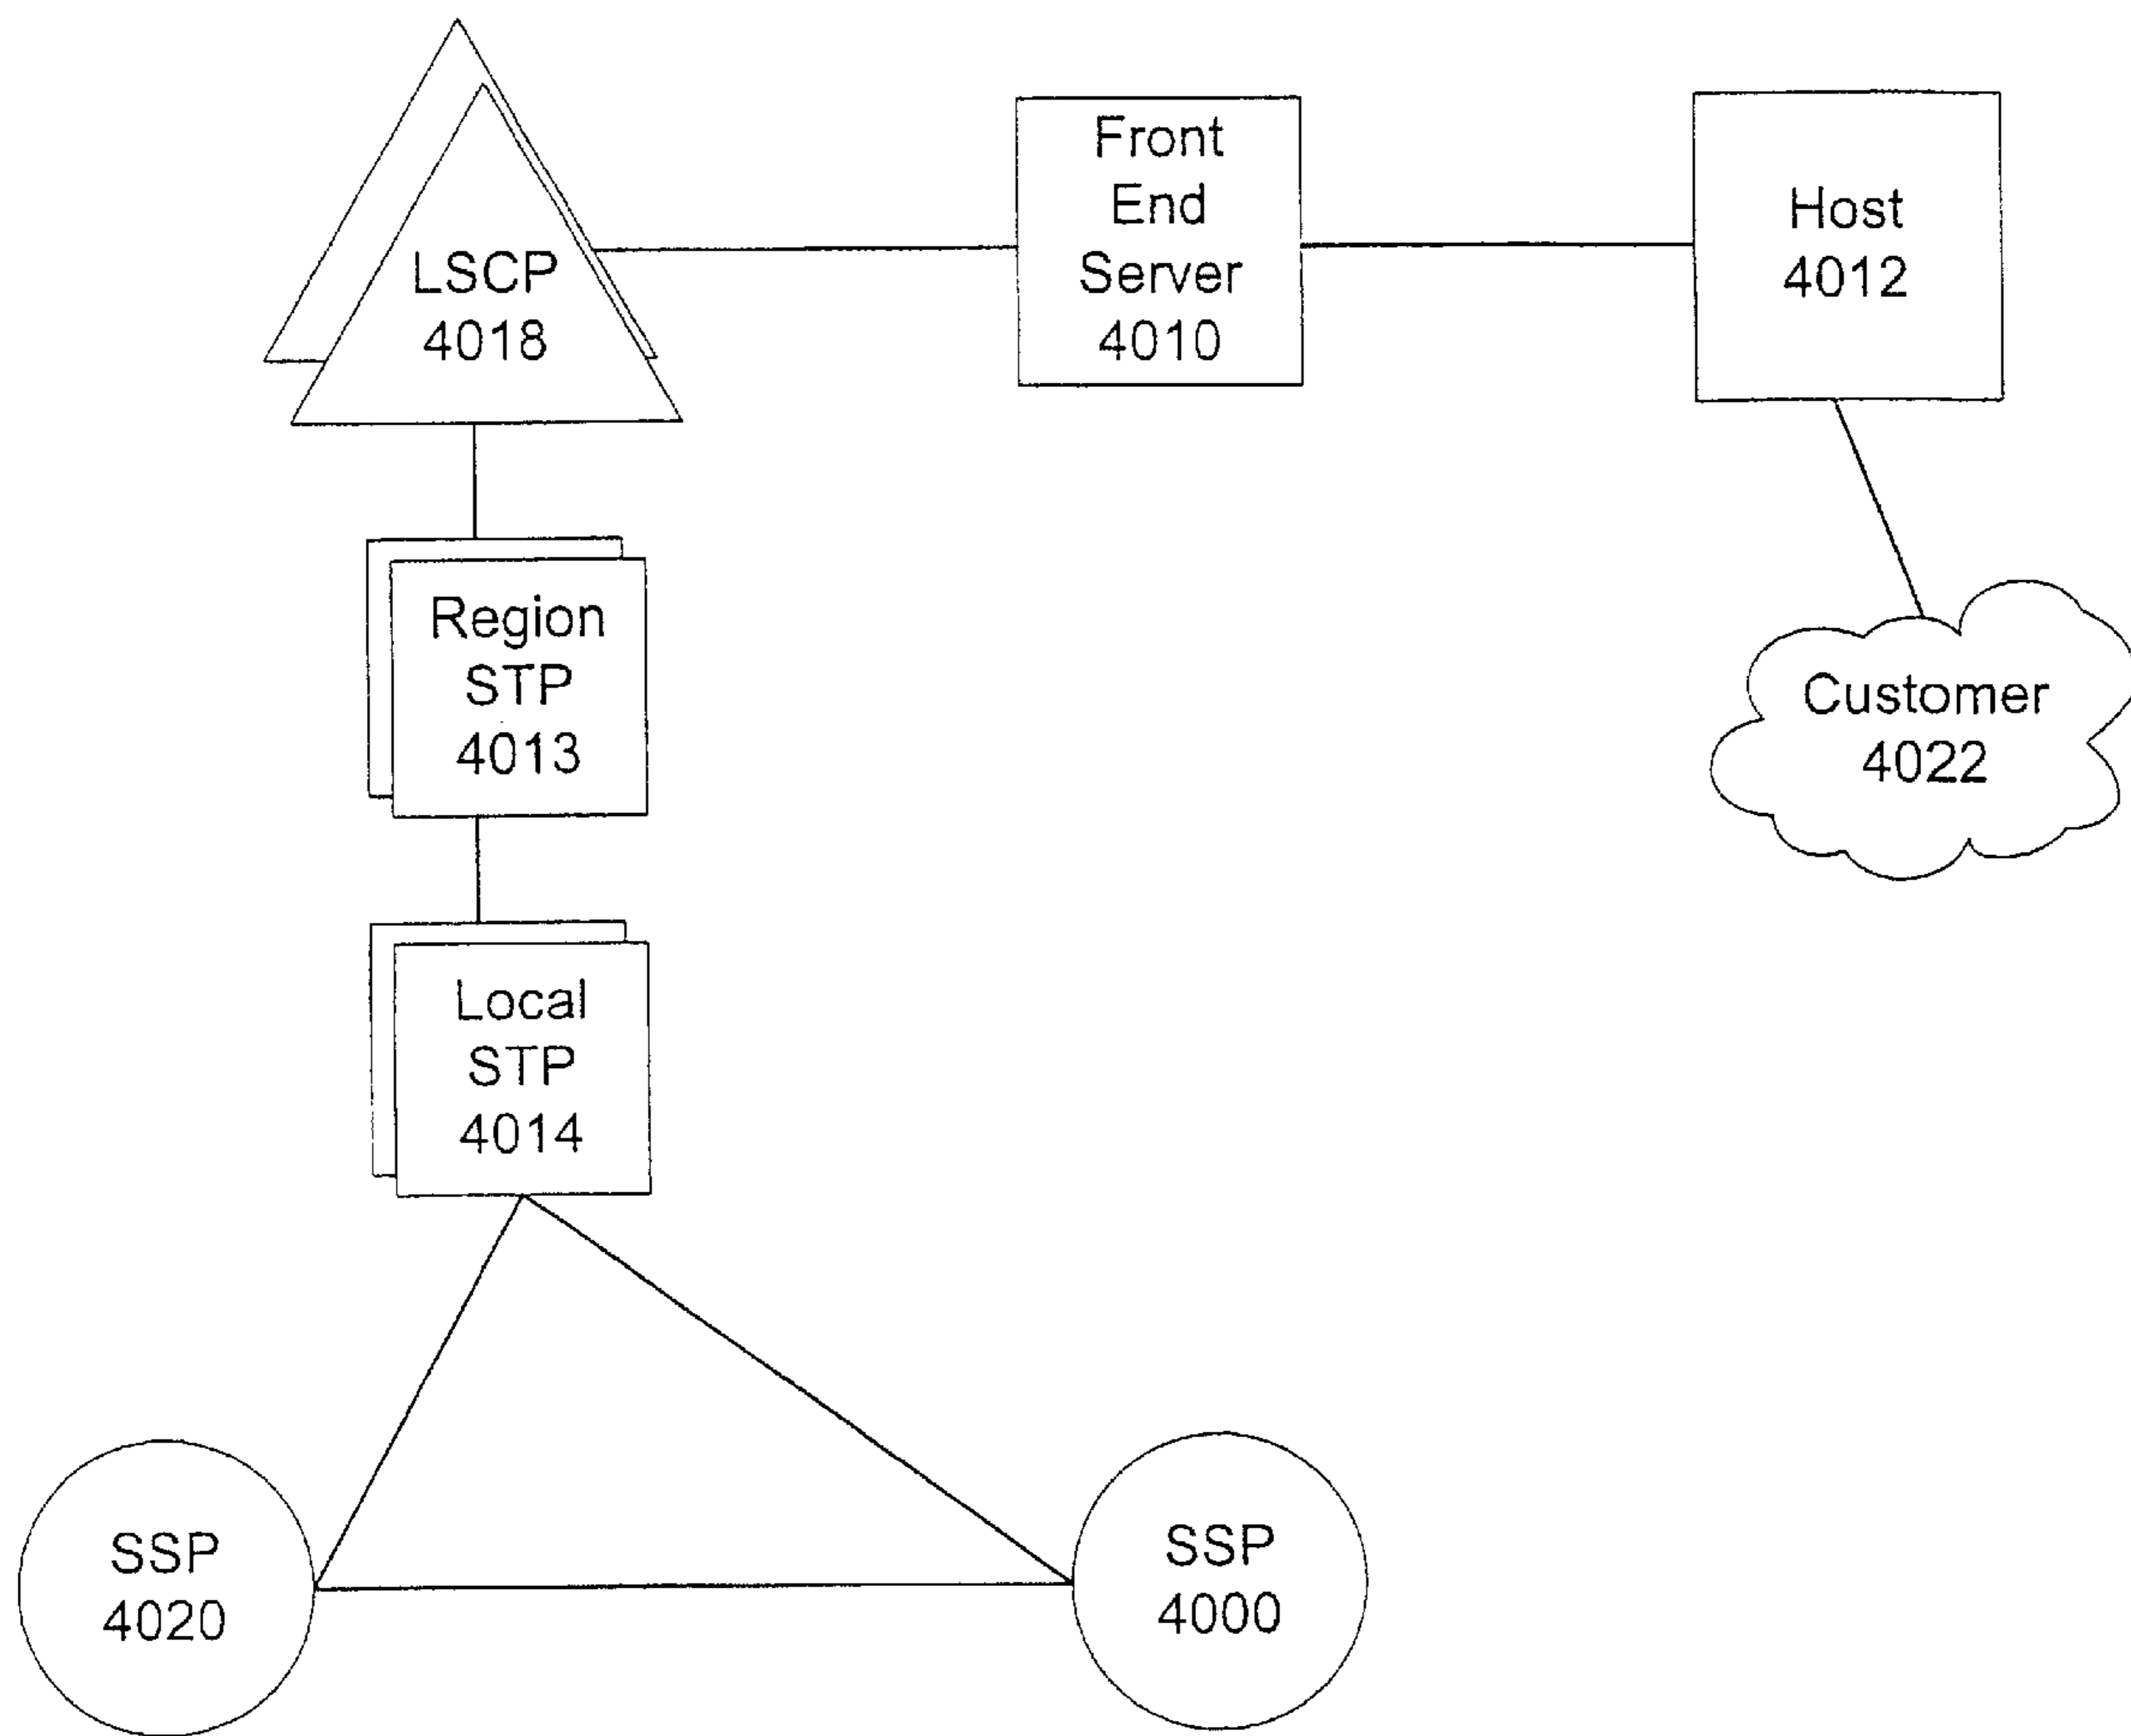 LSCP
4018
Front
End
Server
4010
Host
4012
Region
STP
4013
Customer
4022
Local
STP
4014
SSP
4020
SSP
4000